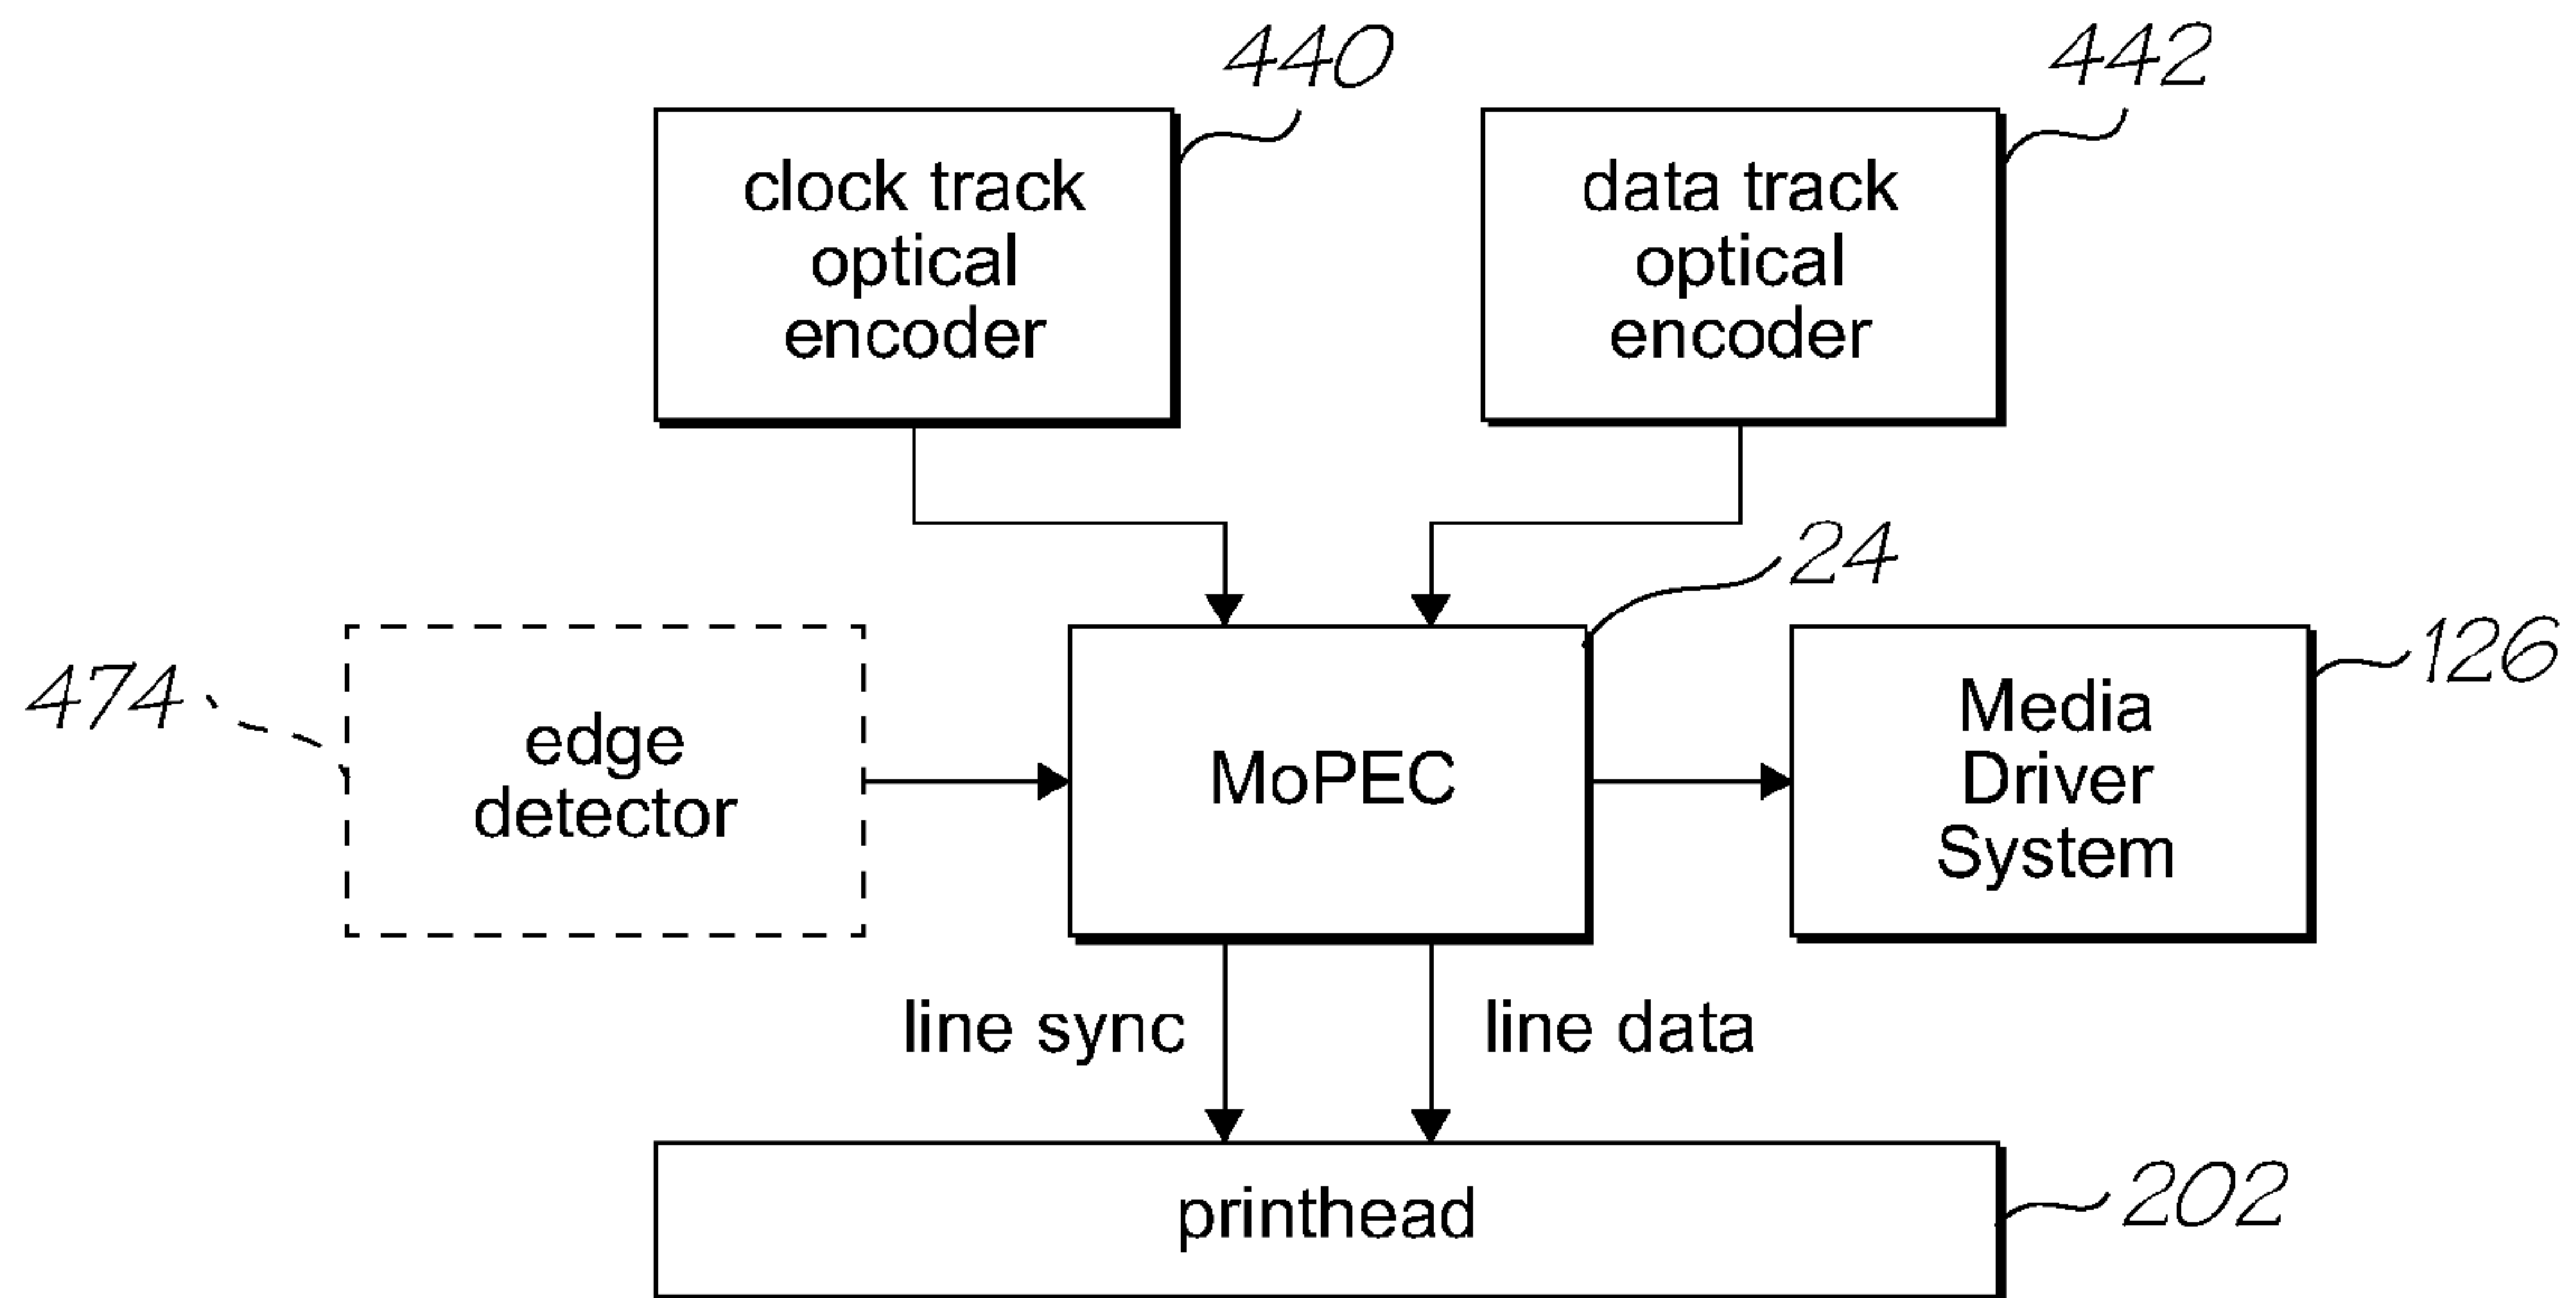 440
442
clock track
optical
encoder
data track
optical
encoder
24
474
126
edge
detector
MoPEC
Media
Driver
System
line sync
line data
printhead
202